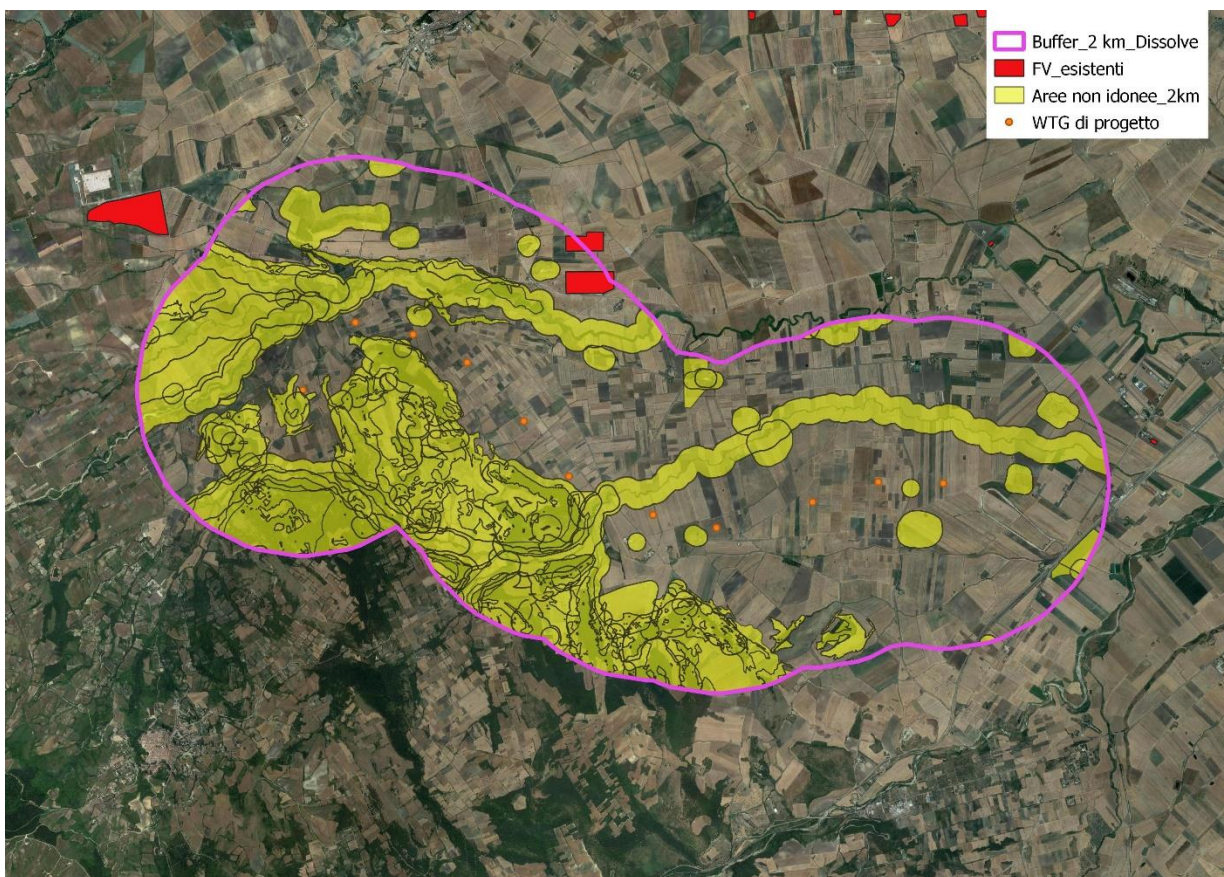 Buffer_2 km_Dissolve
FV_esistenti
Aree non idonee_2km
WTG di progetto